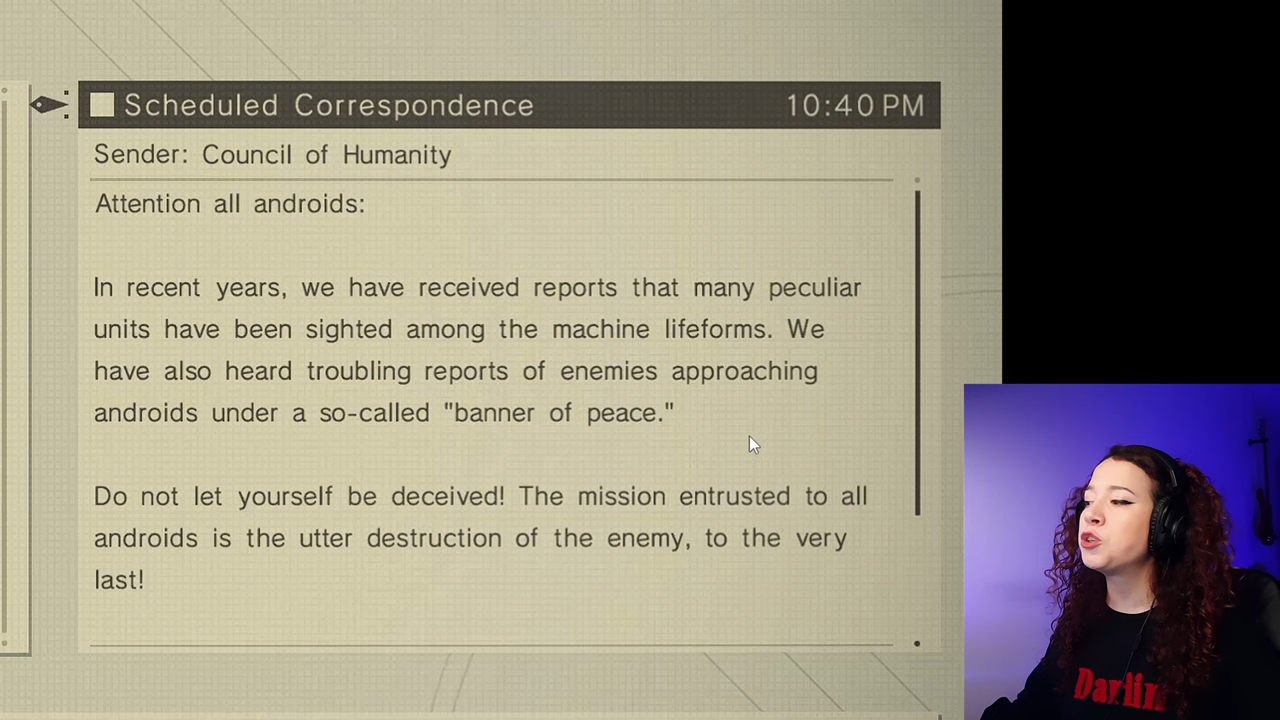 Scheduled Correspondence 10:40 PM
Sender: Council of Humanity
Attention all androids:
In recent years, we have received reports that many peculiar
units have been sighted among the machine lifeforms. We
have also heard troubling reports of enemies approaching
androids under a so-called "banner of peace."
Do not let yourself be deceived! The mission entrusted to all
androids is the utter destruction of the enemy, to the very
last!